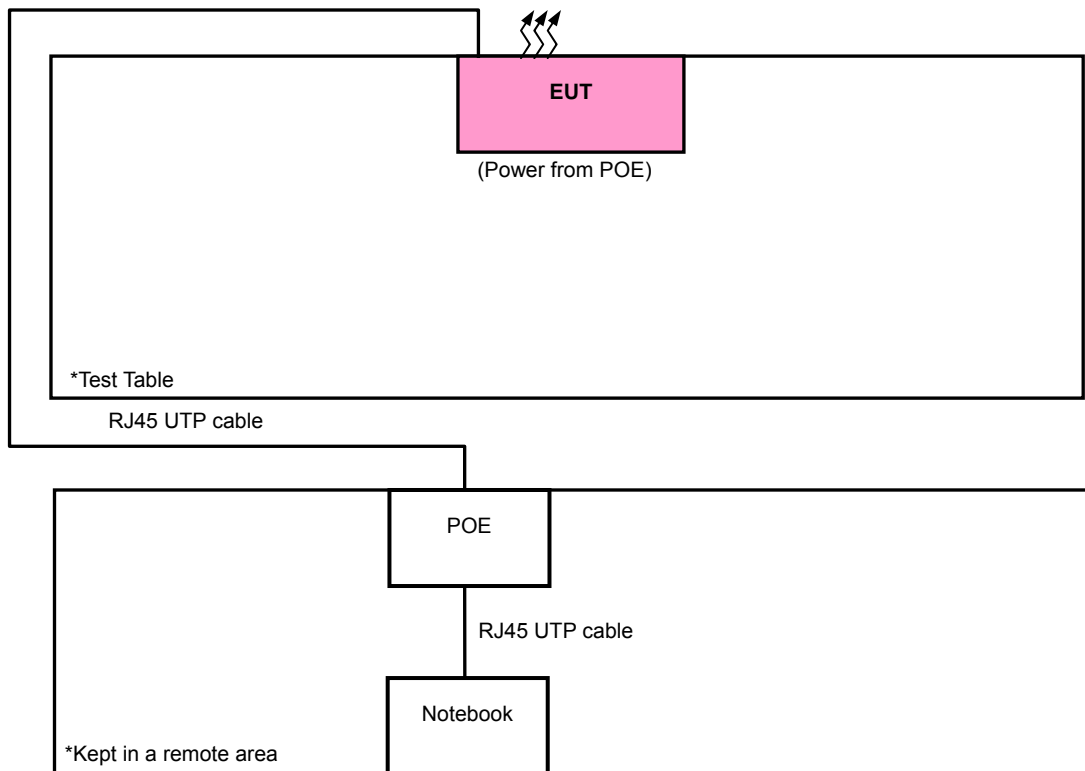 EUT
(Power from POE)
*Test Table
RJ45 UTP cable
POE
RJ45 UTP cable
Notebook
*Kept in a remote area